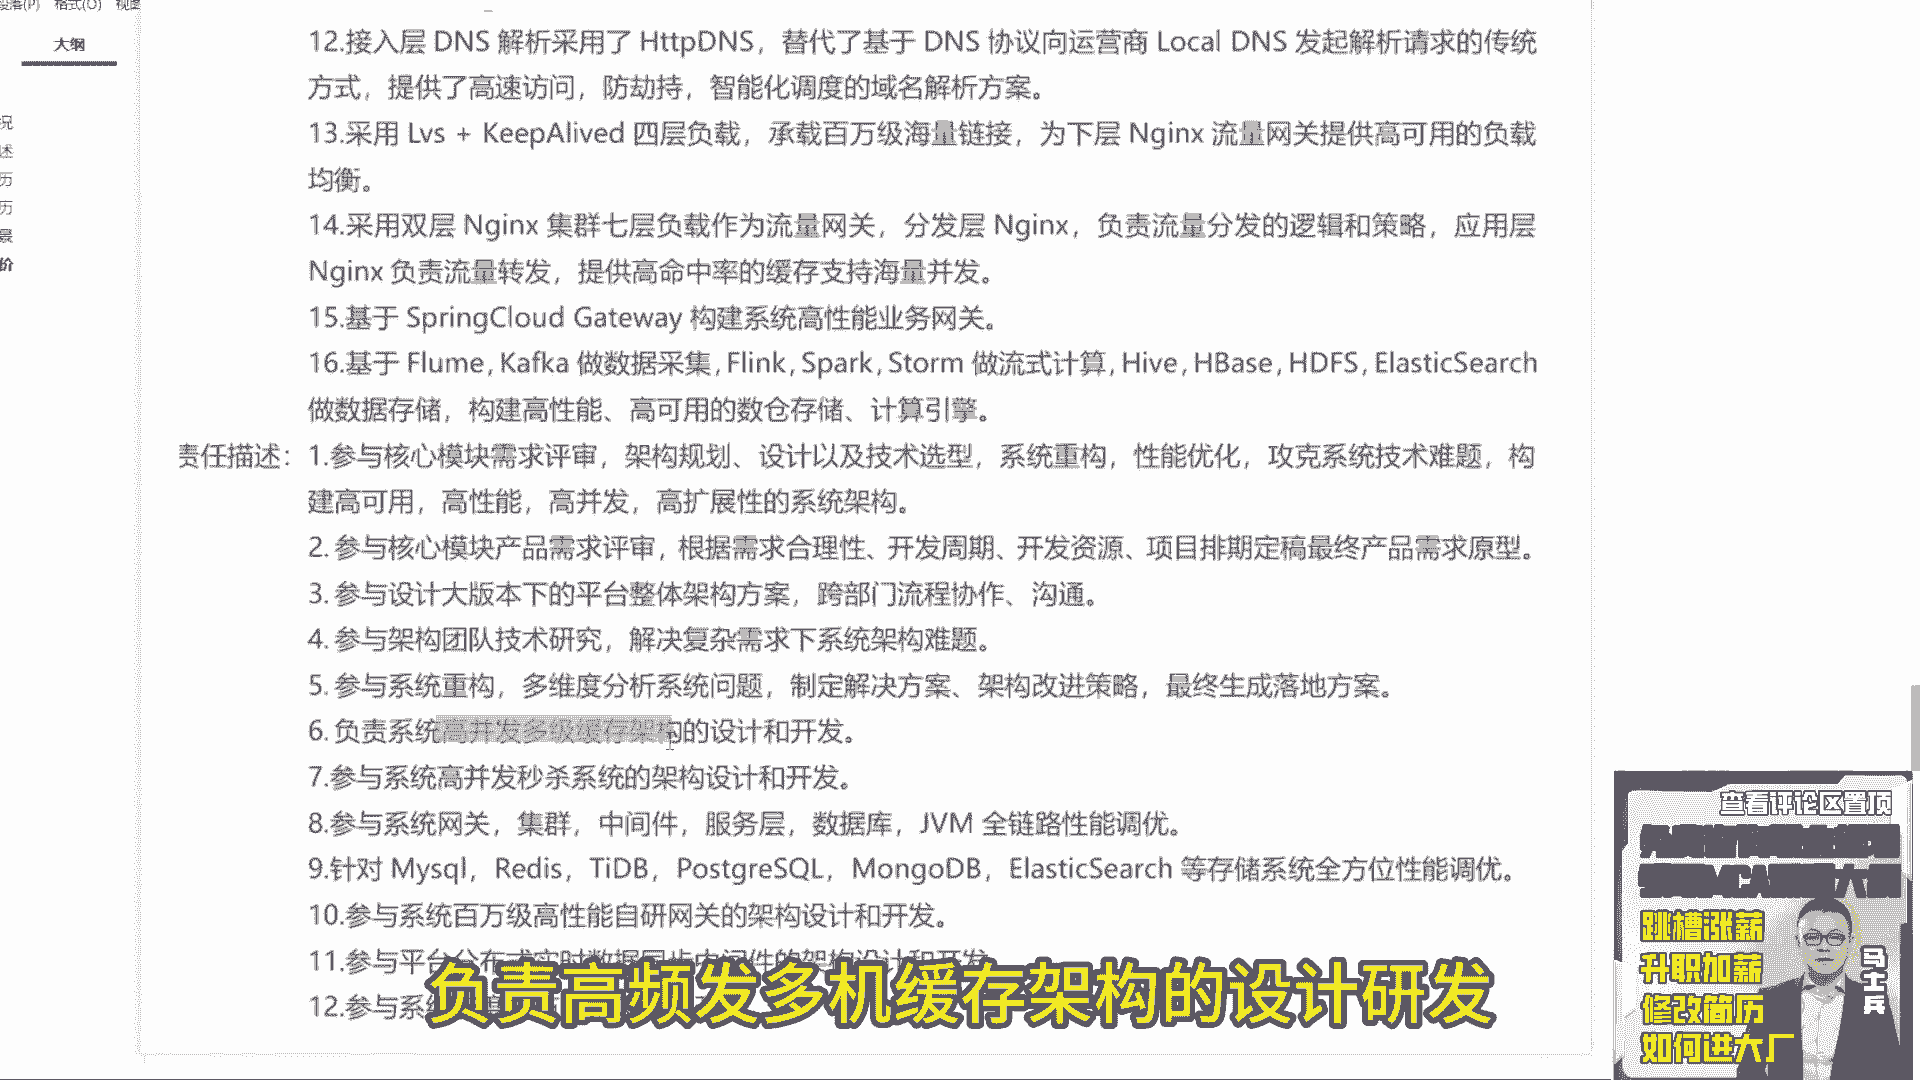 段落(P) 格式(O) 视图
大纲
况
述
历
历
景
价
12.接入层 DNS 解析采用了 HttpDNS，替代了基于 DNS 协议向运营商 Local DNS 发起解析请求的传统
方式，提供了高速访问，防劫持，智能化调度的域名解析方案。
13.采用 Lvs + KeepAlived 四层负载，承载百万级海量链接，为下层 Nginx 流量网关提供高可用的负载
均衡。
14.采用双层 Nginx 集群七层负载作为流量网关，分发层 Nginx，负责流量分发的逻辑和策略，应用层
Nginx 负责流量转发，提供高命中率的缓存支持海量并发。
15.基于 SpringCloud Gateway 构建系统高性能业务网关。
16.基于 Flume,Kafka 做数据采集,Flink,Spark,Storm 做流式计算,Hive,HBase,HDFS,ElasticSearch
做数据存储，构建高性能、高可用的数仓存储、计算引擎。
责任描述：1.参与核心模块需求评审，架构规划、设计以及技术选型，系统重构，性能优化，攻克系统技术难题，构
建高可用，高性能，高并发，高扩展性的系统架构。
2. 参与核心模块产品需求评审，根据需求合理性、开发周期、开发资源、项目排期定稿最终产品需求原型。
3. 参与设计大版本下的平台整体架构方案，跨部门流程协作、沟通。
4. 参与架构团队技术研究，解决复杂需求下系统架构难题。
5. 参与系统重构，多维度分析系统问题，制定解决方案、架构改进策略，最终生成落地方案。
6. 负责系统高并发多级缓存架构的设计和开发。
7.参与系统高并发秒杀系统的架构设计和开发。
8.参与系统网关，集群，中间件，服务层，数据库，JVM 全链路性能调优。
9.针对 Mysql，Redis，TiDB，PostgreSQL，MongoDB，ElasticSearch 等存储系统全方位性能调优。
10.参与系统百万级高性能自研网关的架构设计和开发。
11.参与平台分布式实时数据同步中间件的架构设计和开发
12.参与系
负责高频发多机缓存架构的设计研发
查看评论区置顶
跳槽涨薪
升职加薪
修改简历
如何进大厂
马士兵